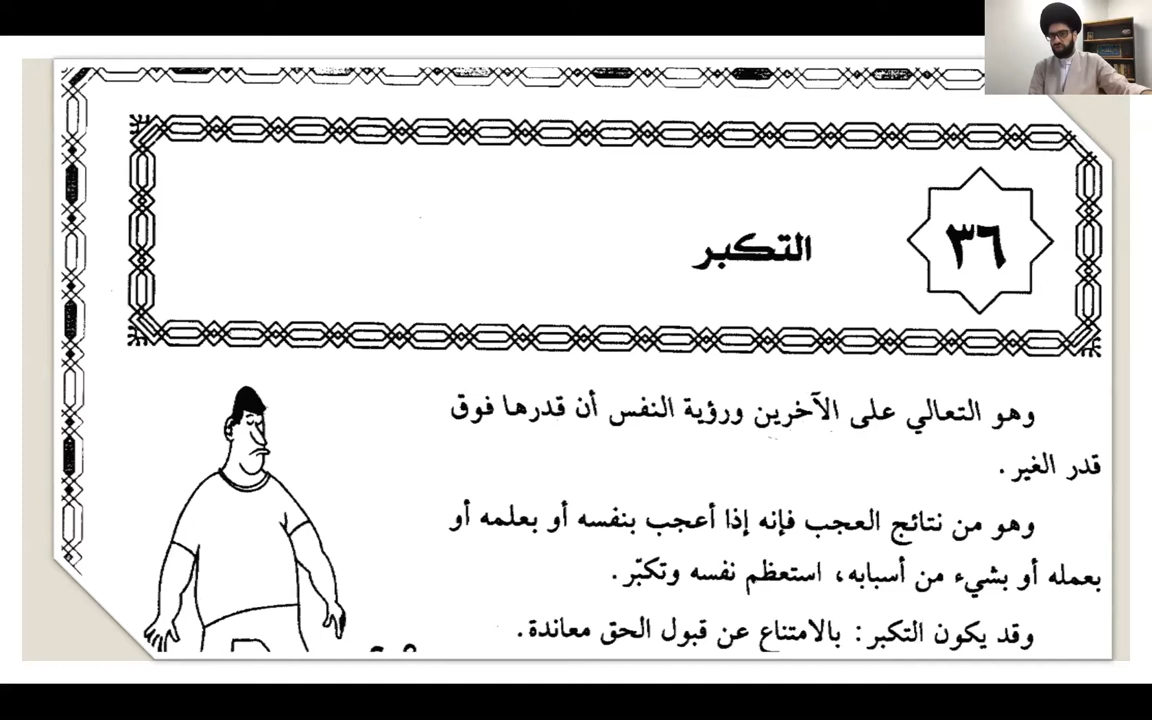 ٣٦
التكبر
وهو التعالي على الآخرين ورؤية النفس أن قدرها فوق
قدر الغير .
وهو من نتائج العجب فإنه إذا أعجب بنفسه أو بعلمه أو
بعمله أو بشيء من أسبابه، استعظم نفسه وتكبّر .
وقد يكون التكبر : بالامتناع عن قبول الحق معاندة .